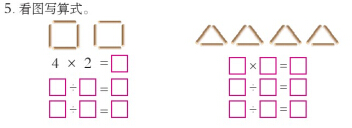 5. 看图写算式。
4 × 2 = □ □ × □ = □
□ ÷ □ = □ □ ÷ □ = □
□ ÷ □ = □ □ ÷ □ = □